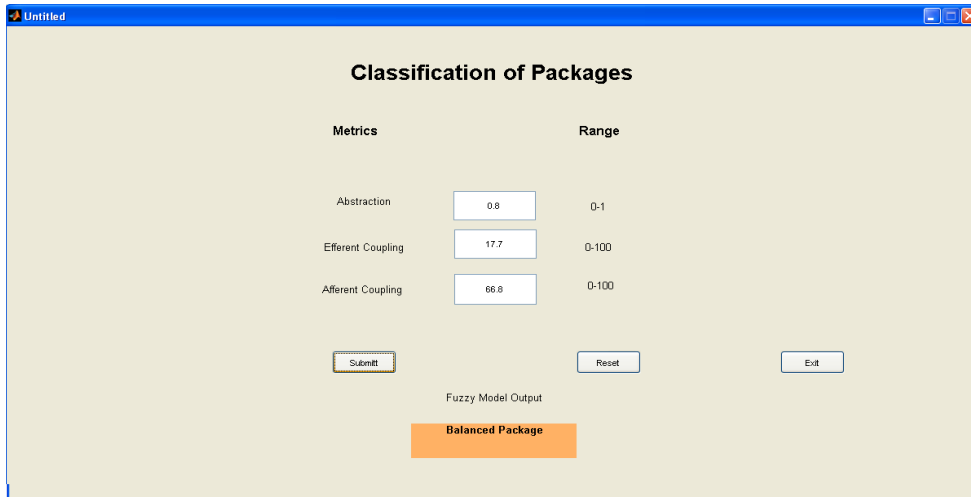 Untitled
Classification of Packages
Metrics Range
Abstraction 0.8 0-1
Efferent Coupling 17.7 0-100
Afferent Coupling 66.8 0-100
Submitt Reset Exit
Fuzzy Model Output
Balanced Package